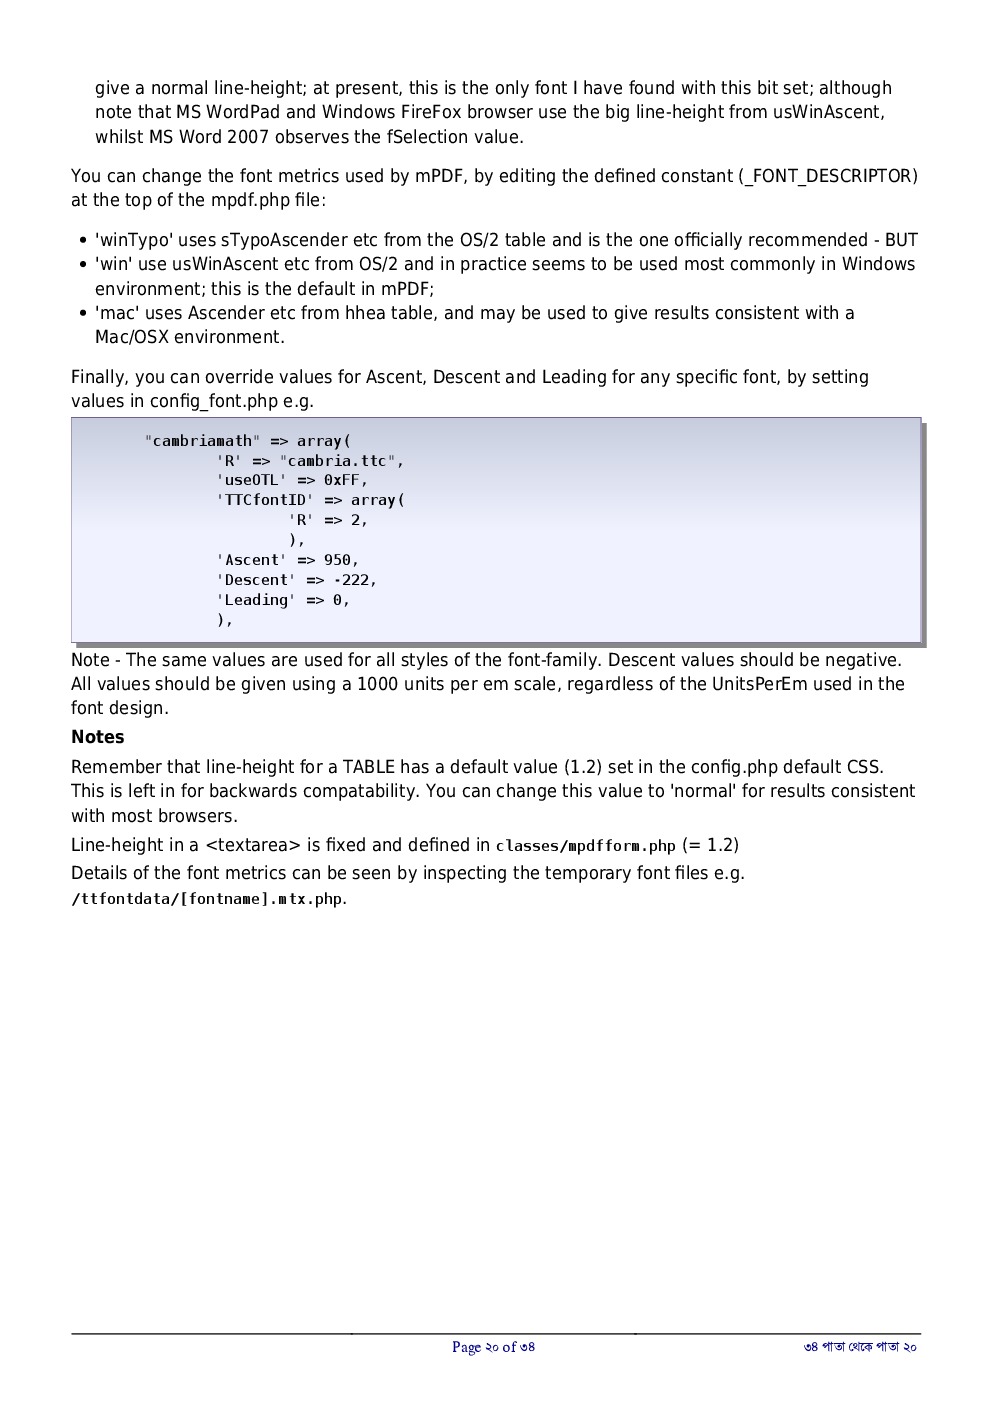 give a normal line-height; at present, this is the only font I have found with this bit set; although
note that MS WordPad and Windows FireFox browser use the big line-height from usWinAscent,
whilst MS Word 2007 observes the fSelection value.
You can change the font metrics used by mPDF, by editing the defined constant (_FONT_DESCRIPTOR)
at the top of the mpdf.php file:
• 'winTypo' uses sTypoAscender etc from the OS/2 table and is the one officially recommended - BUT
• 'win' use usWinAscent etc from OS/2 and in practice seems to be used most commonly in Windows
environment; this is the default in mPDF;
• 'mac' uses Ascender etc from hhea table, and may be used to give results consistent with a
Mac/OSX environment.
Finally, you can override values for Ascent, Descent and Leading for any specific font, by setting
values in config_font.php e.g.
"cambriamath" => array(
'R' => "cambria.ttc",
'useOTL' => 0xFF,
'TTCfontID' => array(
'R' => 2,
),
'Ascent' => 950,
'Descent' => -222,
'Leading' => 0,
),
Note - The same values are used for all styles of the font-family. Descent values should be negative.
All values should be given using a 1000 units per em scale, regardless of the UnitsPerEm used in the
font design.
Notes
Remember that line-height for a TABLE has a default value (1.2) set in the config.php default CSS.
This is left in for backwards compatability. You can change this value to 'normal' for results consistent
with most browsers.
Line-height in a <textarea> is fixed and defined in classes/mpdfform.php (= 1.2)
Details of the font metrics can be seen by inspecting the temporary font files e.g.
/ttfontdata/[fontname].mtx.php.
Page ২০ of ৩৪
৩৪ পাতা থেকে পাতা ২০